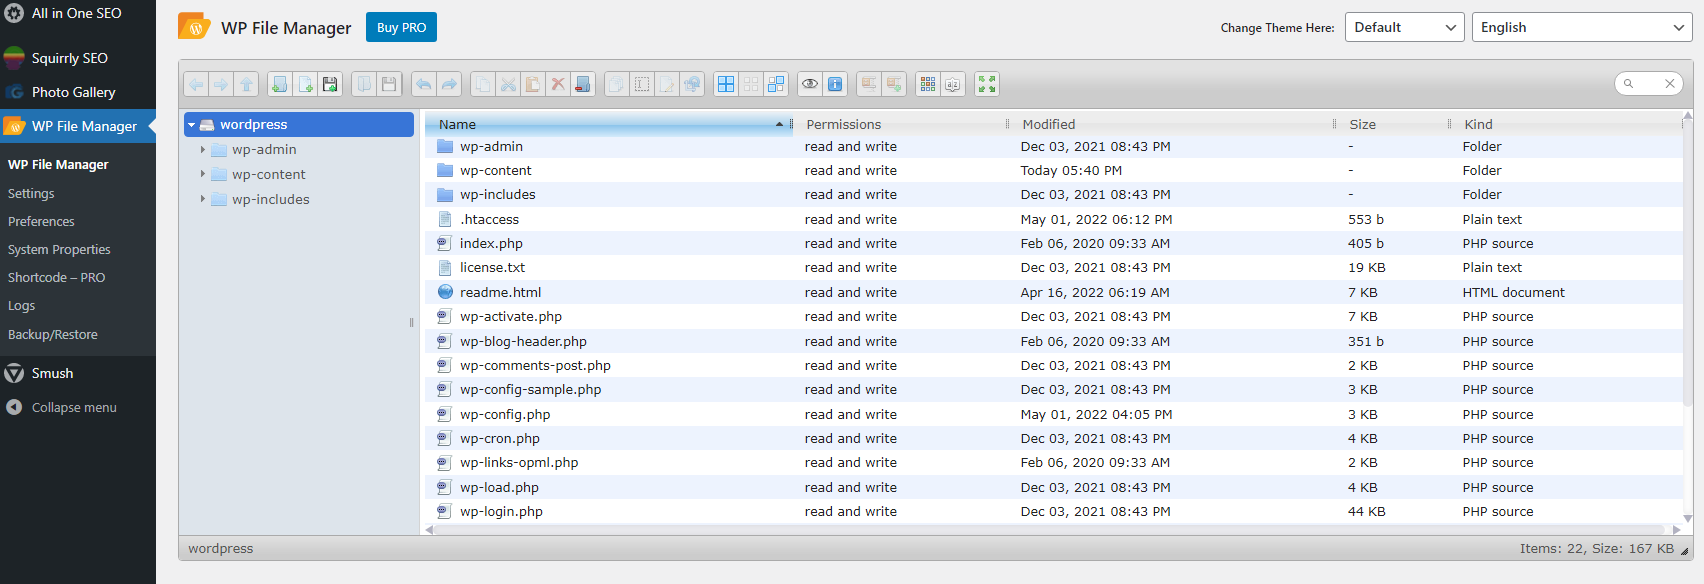 All in One SEO
Squirrly SEO
Photo Gallery
WP File Manager
WP File Manager
Settings
Preferences
System Properties
Shortcode – PRO
Logs
Backup/Restore
Smush
Collapse menu
WP File Manager Buy PRO Change Theme Here: Default English
wordpress
wp-admin
wp-content
wp-includes
Name Permissions Modified Size Kind
wp-admin read and write Dec 03, 2021 08:43 PM - Folder
wp-content read and write Today 05:40 PM - Folder
wp-includes read and write Dec 03, 2021 08:43 PM - Folder
.htaccess read and write May 01, 2022 06:12 PM 553 b Plain text
index.php read and write Feb 06, 2020 09:33 AM 405 b PHP source
license.txt read and write Dec 03, 2021 08:43 PM 19 KB Plain text
readme.html read and write Apr 16, 2022 06:19 AM 7 KB HTML document
wp-activate.php read and write Dec 03, 2021 08:43 PM 7 KB PHP source
wp-blog-header.php read and write Feb 06, 2020 09:33 AM 351 b PHP source
wp-comments-post.php read and write Dec 03, 2021 08:43 PM 2 KB PHP source
wp-config-sample.php read and write Dec 03, 2021 08:43 PM 3 KB PHP source
wp-config.php read and write May 01, 2022 04:05 PM 3 KB PHP source
wp-cron.php read and write Dec 03, 2021 08:43 PM 4 KB PHP source
wp-links-opml.php read and write Feb 06, 2020 09:33 AM 2 KB PHP source
wp-load.php read and write Dec 03, 2021 08:43 PM 4 KB PHP source
wp-login.php read and write Dec 03, 2021 08:43 PM 44 KB PHP source
wordpress Items: 22, Size: 167 KB